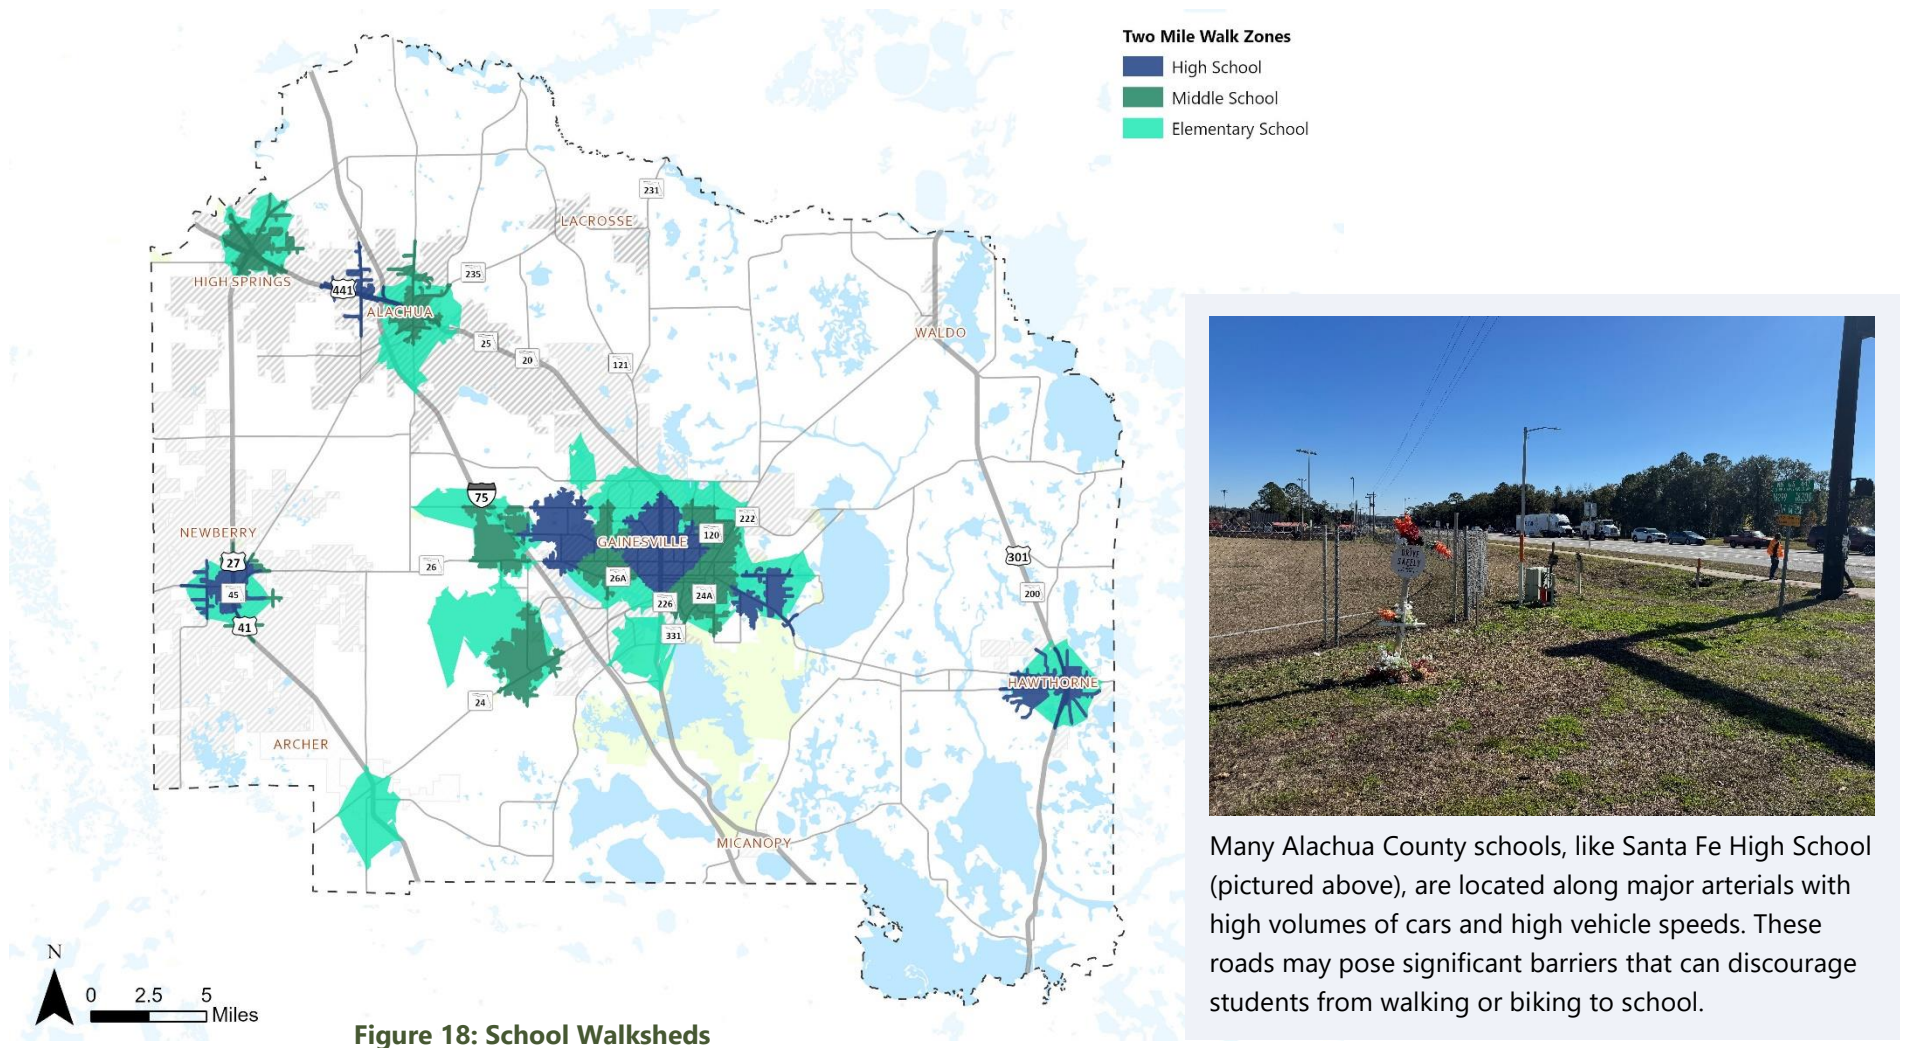 Two Mile Walk Zones
High School
Middle School
Elementary School
231
LACROSSE
235
HIGH SPRINGS
441
ALACHUA
WALDO
25
20
121
75
222
NEWBERRY
GAINESVILLE
120
27
26
301
26A
45
24A
200
226
41
331
HAWTHORNE
24
ARCHER
MICANOPY
N
0 2.5 5
Miles
Figure 18: School Walksheds
DRIVE
SAFELY
Many Alachua County schools, like Santa Fe High School
(pictured above), are located along major arterials with
high volumes of cars and high vehicle speeds. These
roads may pose significant barriers that can discourage
students from walking or biking to school.